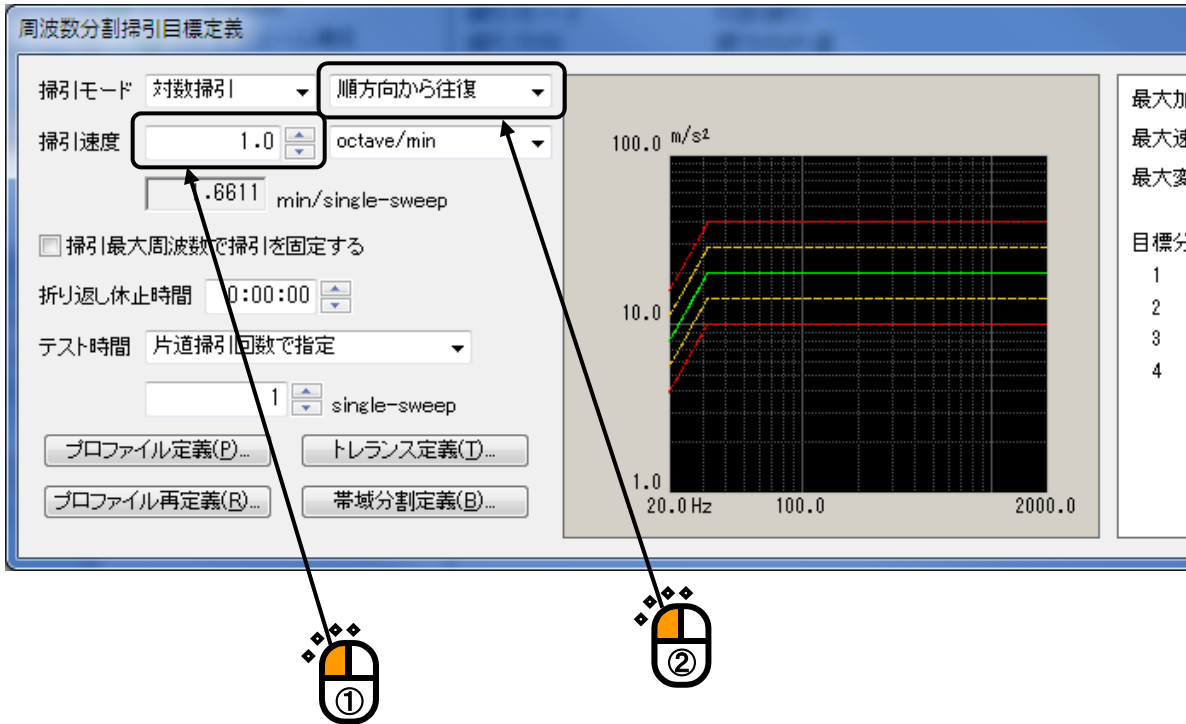 周波数分割掃引目標定義
掃引モード 対数掃引 順方向から往復
掃引速度 1.0 octave/min
.6611 min/single-sweep
掃引最大周波数で掃引を固定する
折り返し休止時間 0:00:00
テスト時間 片道掃引回数で指定
1 single-sweep
プロファイル定義(P)... トレランス定義(T)...
プロファイル再定義(R)... 帯域分割定義(B)...
100.0 m/s²
10.0
1.0
20.0 Hz 100.0 2000.0
最大加
最大速
最大変
目標分
1
2
3
4
①
②